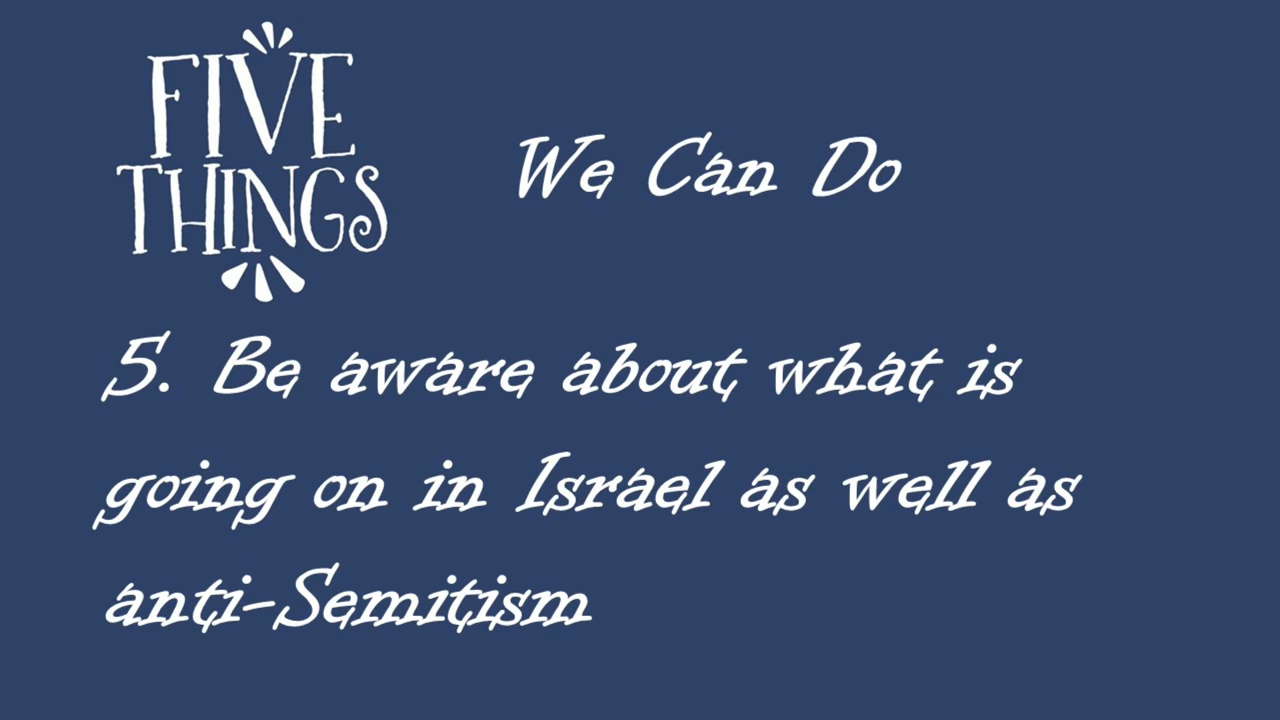 FIVE
THINGS
We Can Do
5. Be aware about what is
going on in Israel as well as
anti-Semitism